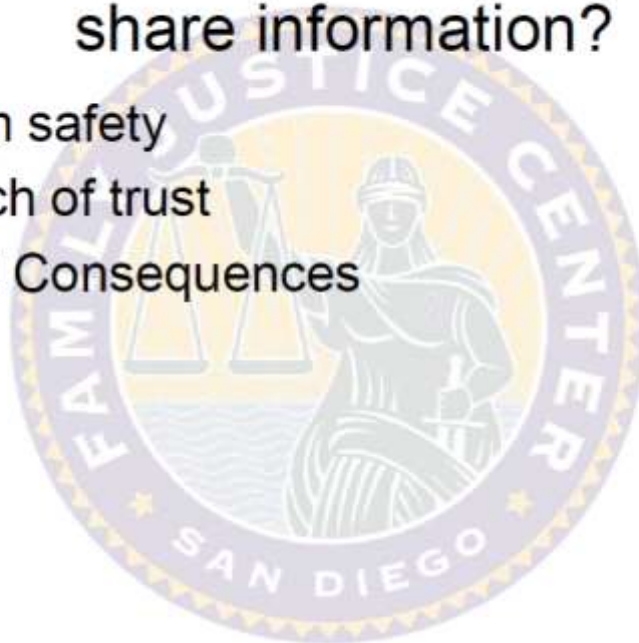 share information?
m safety
ch of trust
Consequences
FAMILY JUSTICE CENTER
SAN DIEGO